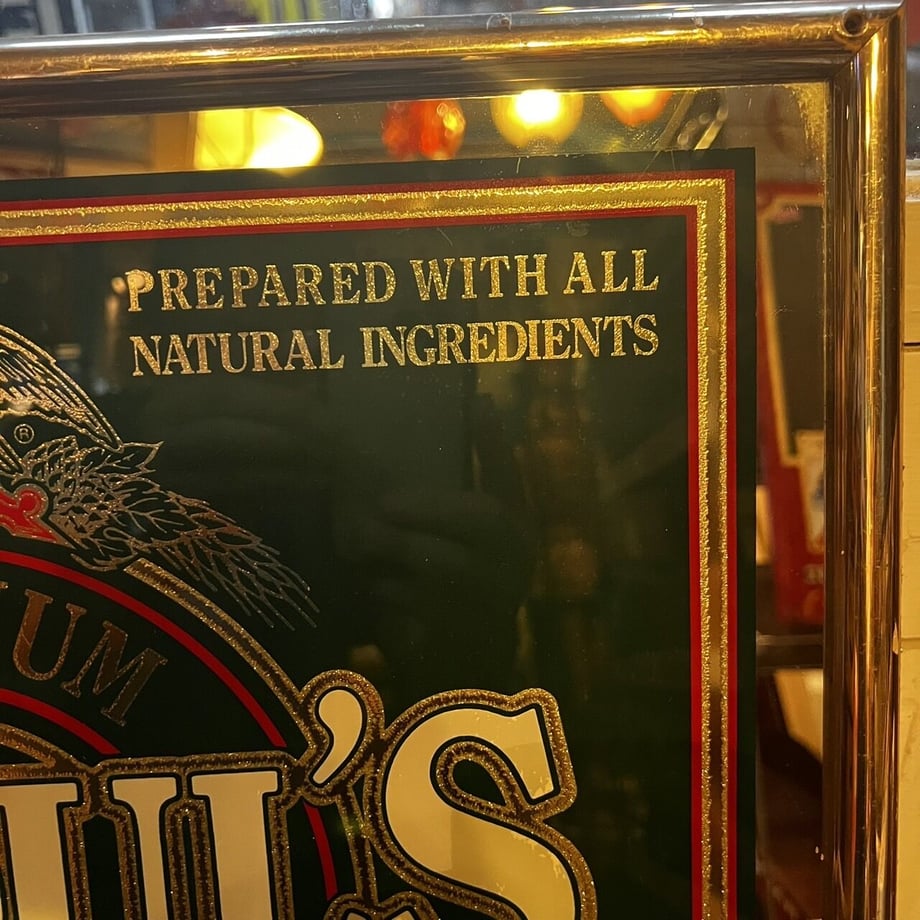 PREPARED WITH ALL
NATURAL INGREDIENTS
®
UM
'S